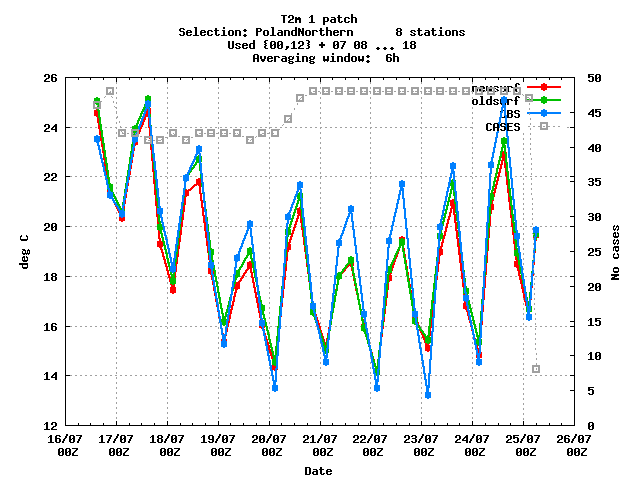 T2m 1 patch
Selection: PolandNorthern 8 stations
Used {00,12} + 07 08 ... 18
Averaging window: 6h
26 50
newsurf
oldsurf
OBS
CASES
45
24
40
22 35
30
20
25
18 20
15
16
10
14
5
12 0
deg C
No cases
16/07 17/07 18/07 19/07 20/07 21/07 22/07 23/07 24/07 25/07 26/07
00Z 00Z 00Z 00Z 00Z 00Z 00Z 00Z 00Z 00Z 00Z
Date